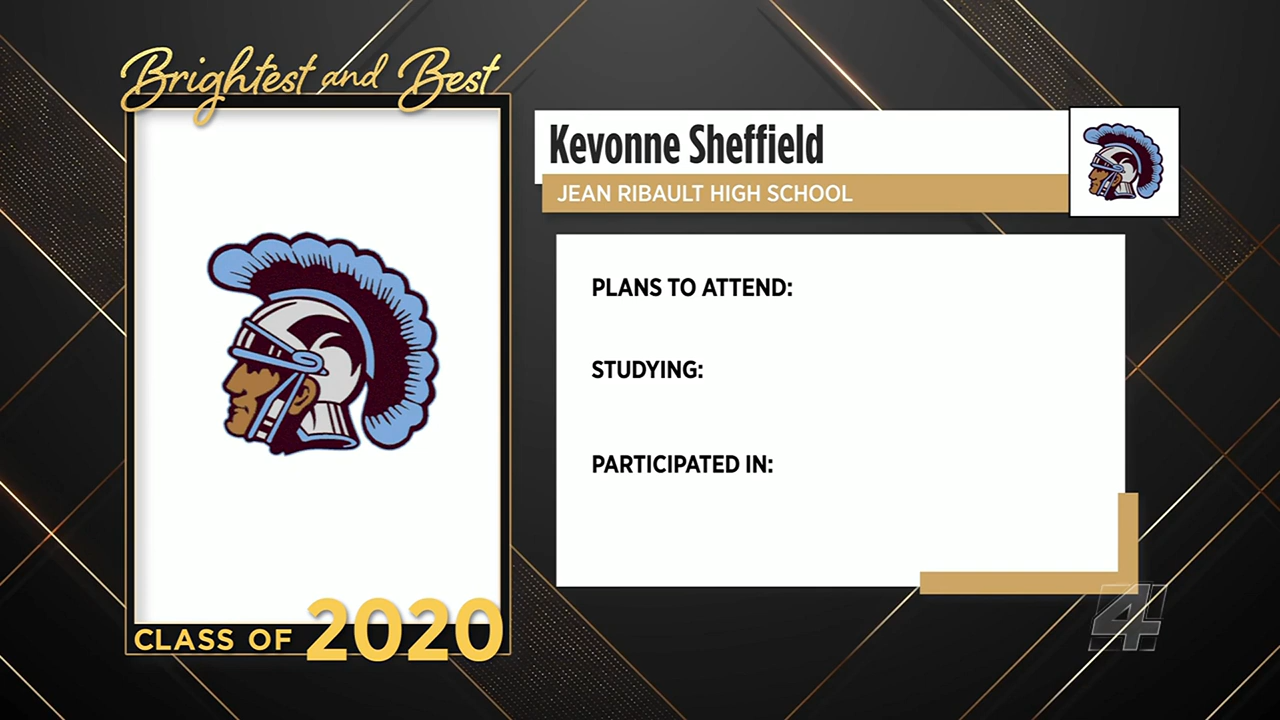 Brightest and Best
Kevonne Sheffield
JEAN RIBAULT HIGH SCHOOL
PLANS TO ATTEND:
STUDYING:
PARTICIPATED IN:
CLASS OF 2020
4